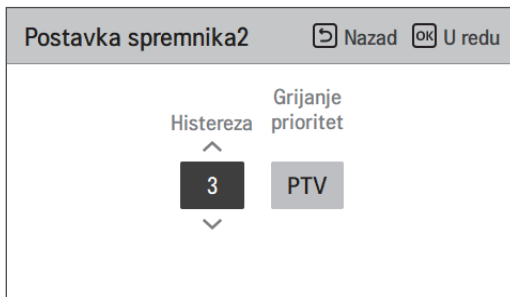 Postavka spremnika2 Nazad OK U redu
Grijanje
Histereza prioritet
3 PTV